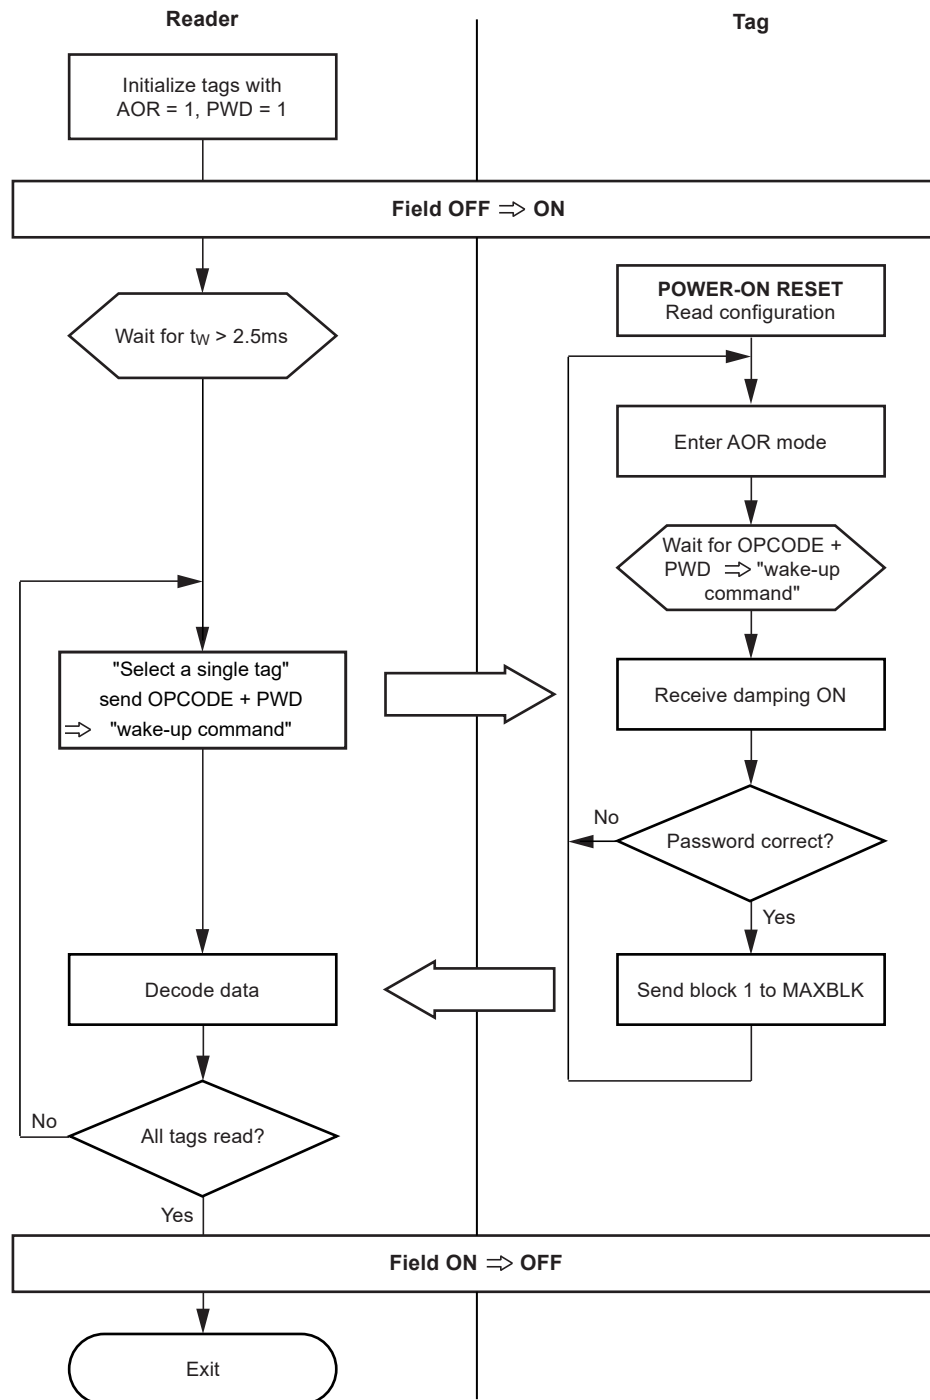 Reader
Tag
Initialize tags with
AOR = 1, PWD = 1
Field OFF ⇒ ON
POWER-ON RESET
Read configuration
Wait for tW > 2.5ms
Enter AOR mode
Wait for OPCODE +
PWD ⇒ "wake-up
command"
"Select a single tag"
send OPCODE + PWD
⇒ "wake-up command"
Receive damping ON
No
Password correct?
Yes
Decode data
Send block 1 to MAXBLK
No
All tags read?
Yes
Field ON ⇒ OFF
Exit